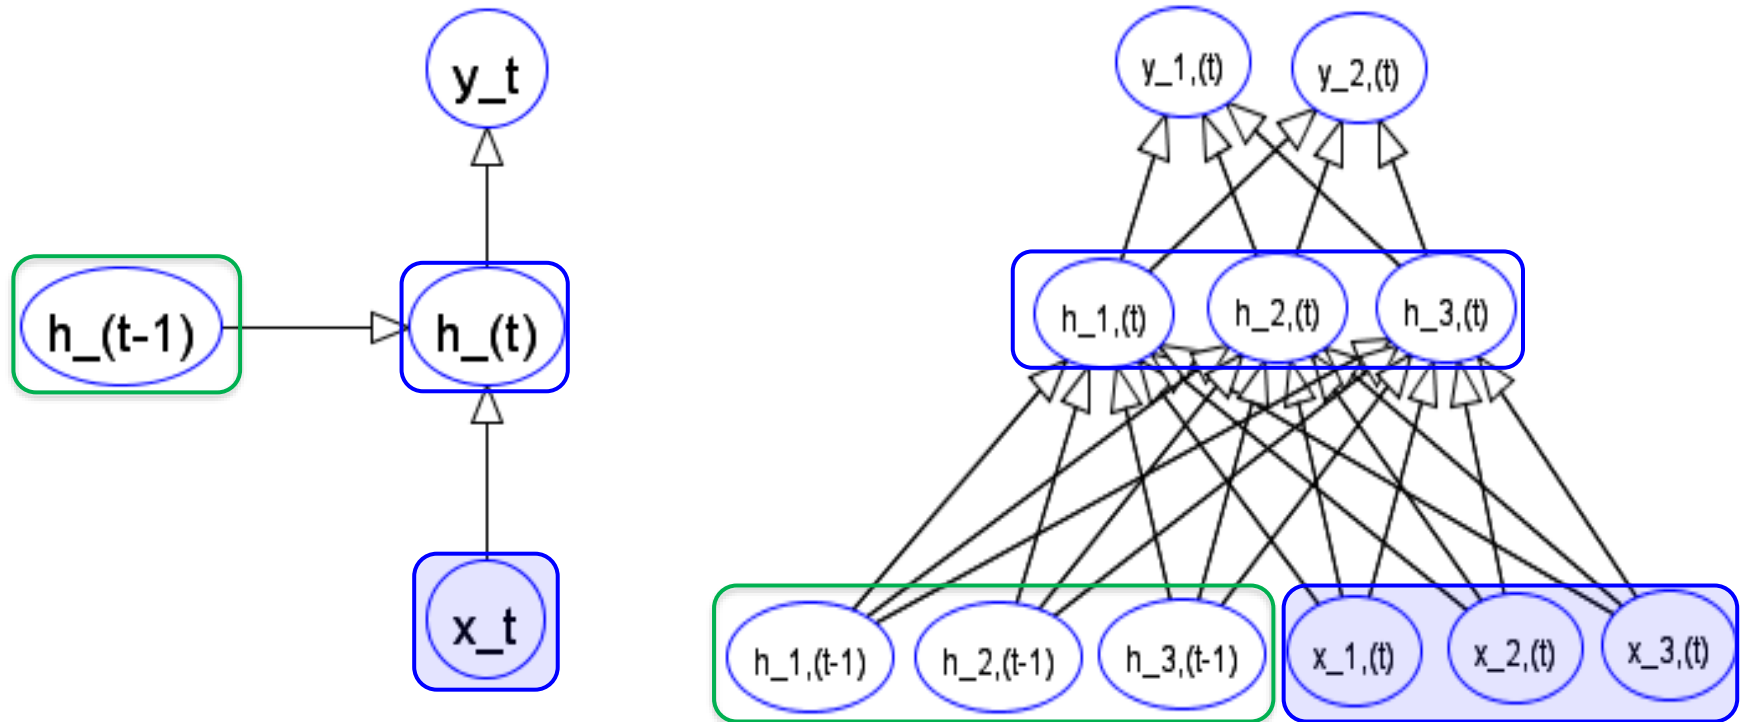 y_t
h_(t-1)
h_(t)
x_t
y_1,(t)
y_2,(t)
h_1,(t)
h_2,(t)
h_3,(t)
h_1,(t-1)
h_2,(t-1)
h_3,(t-1)
x_1,(t)
x_2,(t)
x_3,(t)